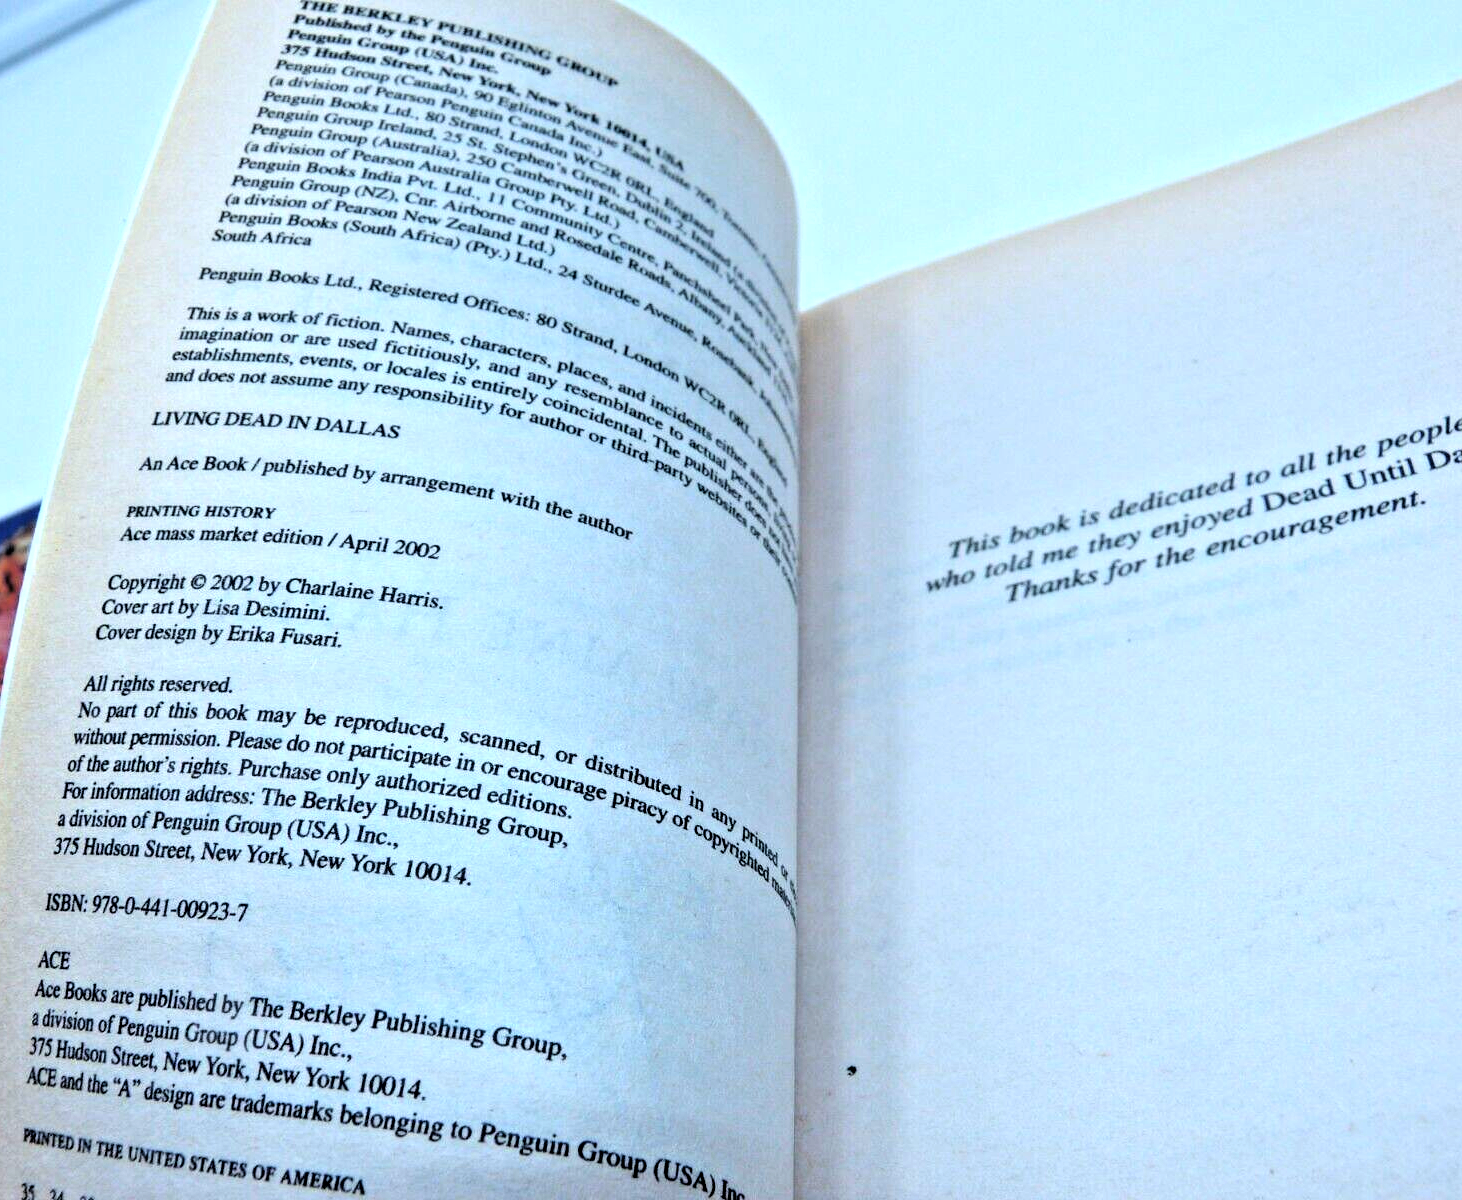 THE BERKLEY PUBLISHING GROUP
Published by the Penguin Group
Penguin Group (USA) Inc.
375 Hudson Street, New York, New York 10014, USA
Penguin Group (Canada), 90 Eglinton Avenue East, Suite 700, Toronto,
(a division of Pearson Penguin Canada Inc.)
Penguin Books Ltd., 80 Strand, London WC2R 0RL, England
Penguin Group Ireland, 25 St. Stephen's Green, Dublin 2, Ireland (a
Penguin Group (Australia), 250 Camberwell Road, Camberwell, Victoria
(a division of Pearson Australia Group Pty. Ltd.)
Penguin Books India Pvt. Ltd., 11 Community Centre, Panchsheel Park,
Penguin Group (NZ), Cnr. Airborne and Rosedale Roads, Albany,
(a division of Pearson New Zealand Ltd.)
Penguin Books (South Africa) (Pty.) Ltd., 24 Sturdee Avenue, Rosebank,
South Africa
Penguin Books Ltd., Registered Offices: 80 Strand, London WC2R 0RL, England
This is a work of fiction. Names, characters, places, and incidents either are the
imagination or are used fictitiously, and any resemblance to actual persons,
establishments, events, or locales is entirely coincidental. The publisher does not
and does not assume any responsibility for author or third-party websites or their
LIVING DEAD IN DALLAS
An Ace Book / published by arrangement with the author
PRINTING HISTORY
Ace mass market edition / April 2002
Copyright © 2002 by Charlaine Harris.
Cover art by Lisa Desimini.
Cover design by Erika Fusari.
All rights reserved.
No part of this book may be reproduced, scanned, or distributed in any printed or
without permission. Please do not participate in or encourage piracy of copyrighted
of the author's rights. Purchase only authorized editions.
For information address: The Berkley Publishing Group,
a division of Penguin Group (USA) Inc.,
375 Hudson Street, New York, New York 10014.
ISBN: 978-0-441-00923-7
ACE
Ace Books are published by The Berkley Publishing Group,
a division of Penguin Group (USA) Inc.,
375 Hudson Street, New York, New York 10014.
ACE and the "A" design are trademarks belonging to Penguin Group (USA) Inc.
PRINTED IN THE UNITED STATES OF AMERICA
35 34
This book is dedicated to all the people
who told me they enjoyed Dead Until Da
Thanks for the encouragement.